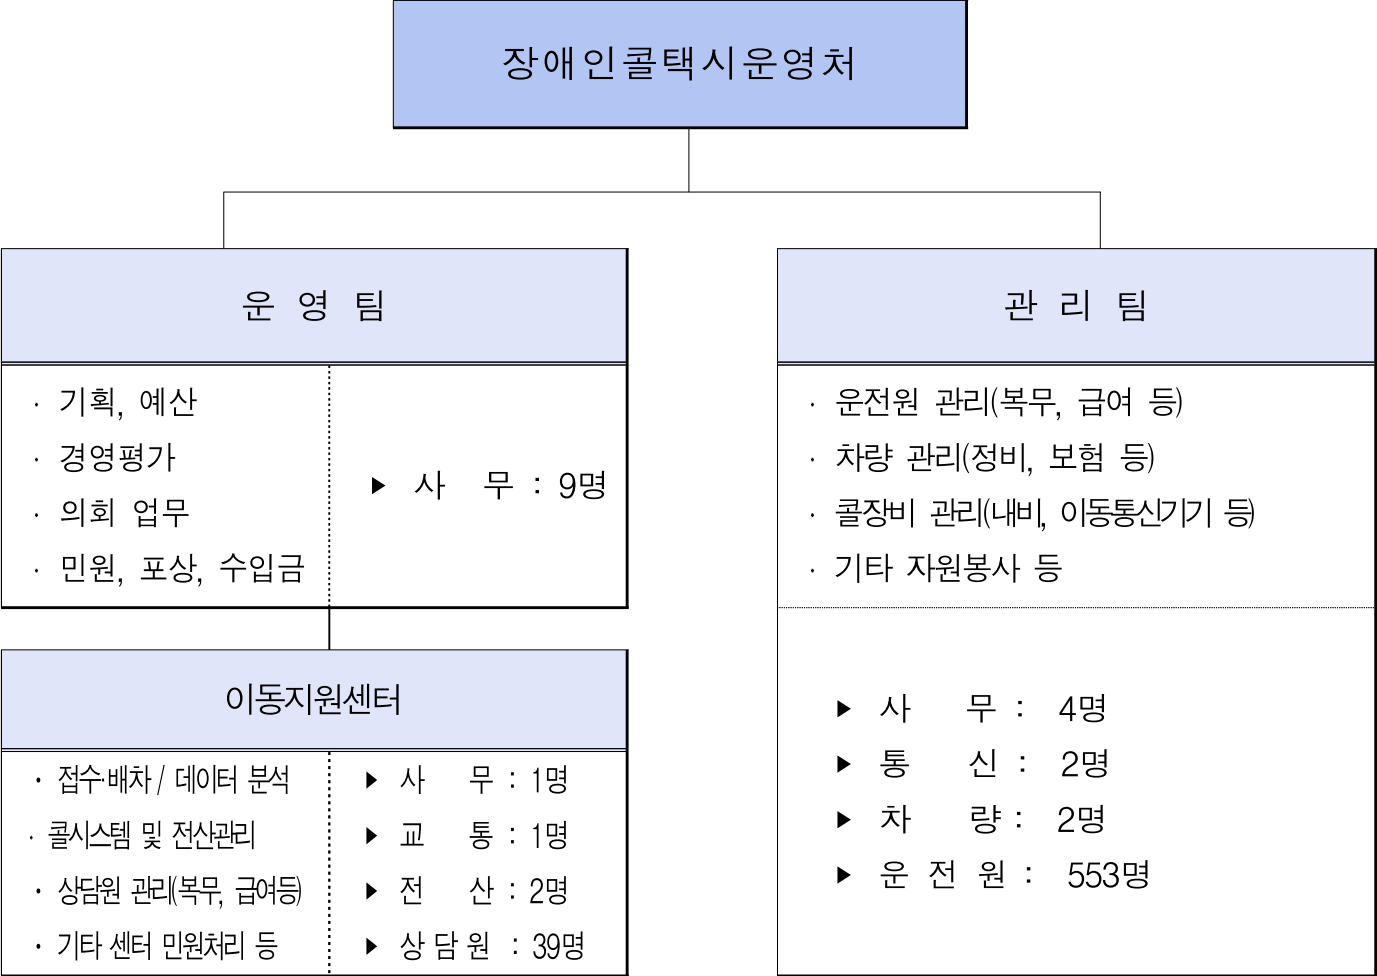 장애인콜택시운영처
운 영 팀
· 기획, 예산
· 경영평가
· 의회 업무
· 민원, 포상, 수입금
▶ 사 무 : 9명
이동지원센터
· 접수·배차 / 데이터 분석
· 콜시스템 및 전산관리
· 상담원 관리(복무, 급여등)
· 기타 센터 민원처리 등
▶ 사 무 : 1명
▶ 교 통 : 1명
▶ 전 산 : 2명
▶ 상 담 원 : 39명
관 리 팀
· 운전원 관리(복무, 급여 등)
· 차량 관리(정비, 보험 등)
· 콜장비 관리(내비, 이동통신기기 등)
· 기타 자원봉사 등
▶ 사 무 : 4명
▶ 통 신 : 2명
▶ 차 량 : 2명
▶ 운 전 원 : 553명